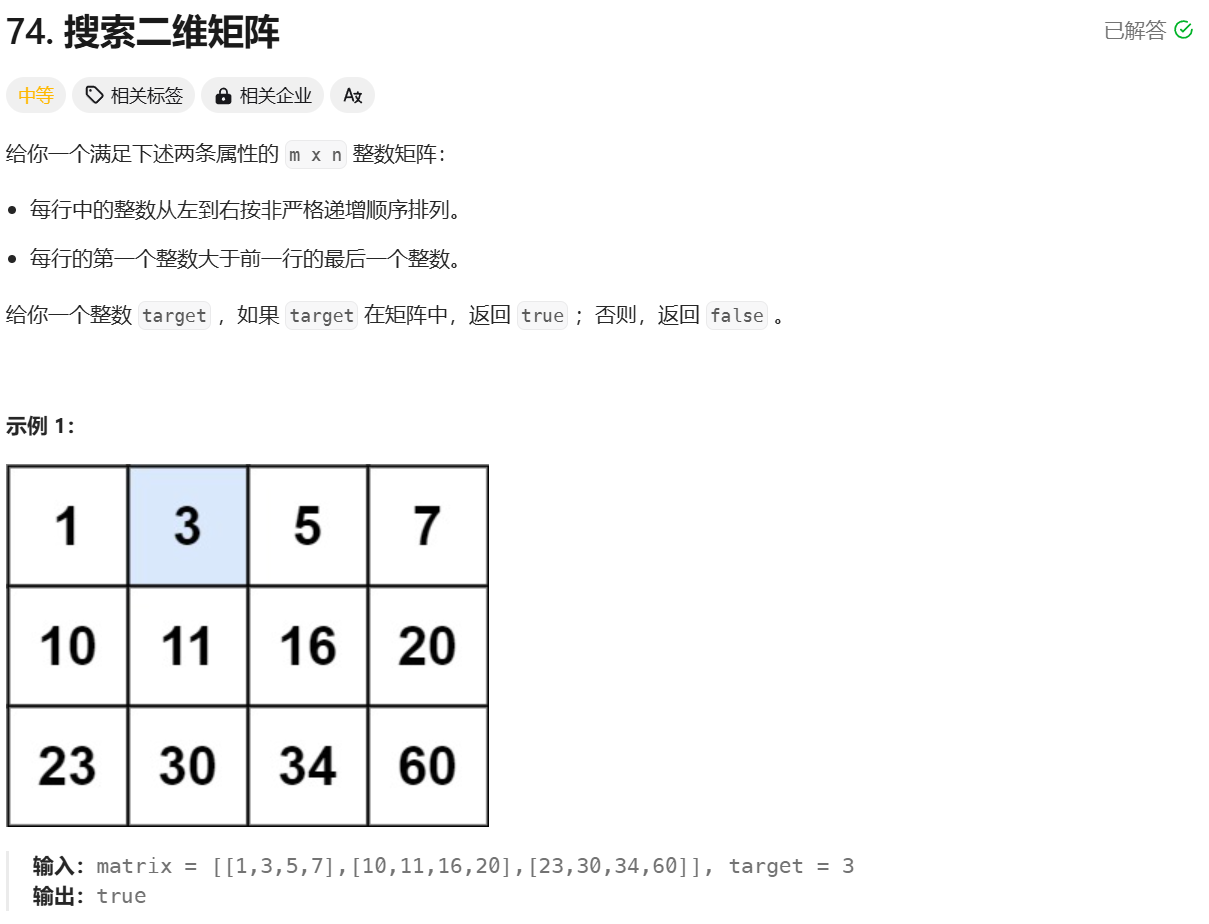 74. 搜索二维矩阵
已解答
中等
相关标签
相关企业
给你一个满足下述两条属性的 m x n 整数矩阵：
• 每行中的整数从左到右按非严格递增顺序排列。
• 每行的第一个整数大于前一行的最后一个整数。
给你一个整数 target ，如果 target 在矩阵中，返回 true ；否则，返回 false 。
示例 1：
1 3 5 7
10 11 16 20
23 30 34 60
输入：matrix = [[1,3,5,7],[10,11,16,20],[23,30,34,60]], target = 3
输出：true